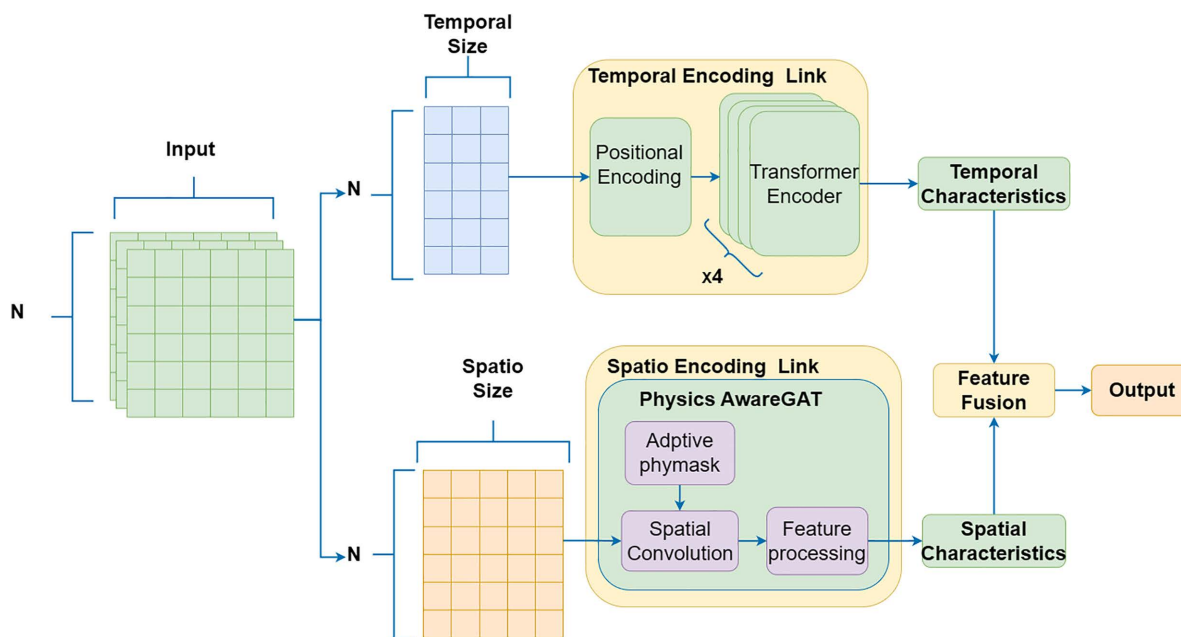 Temporal
Size
Temporal Encoding Link
Positional
Encoding
Transformer
Encoder
x4
Temporal
Characteristics
Input
N
N
Spatio
Size
Spatio Encoding Link
Physics AwareGAT
Adptive
phymask
Spatial
Convolution
Feature
processing
N
Spatial
Characteristics
Feature
Fusion
Output